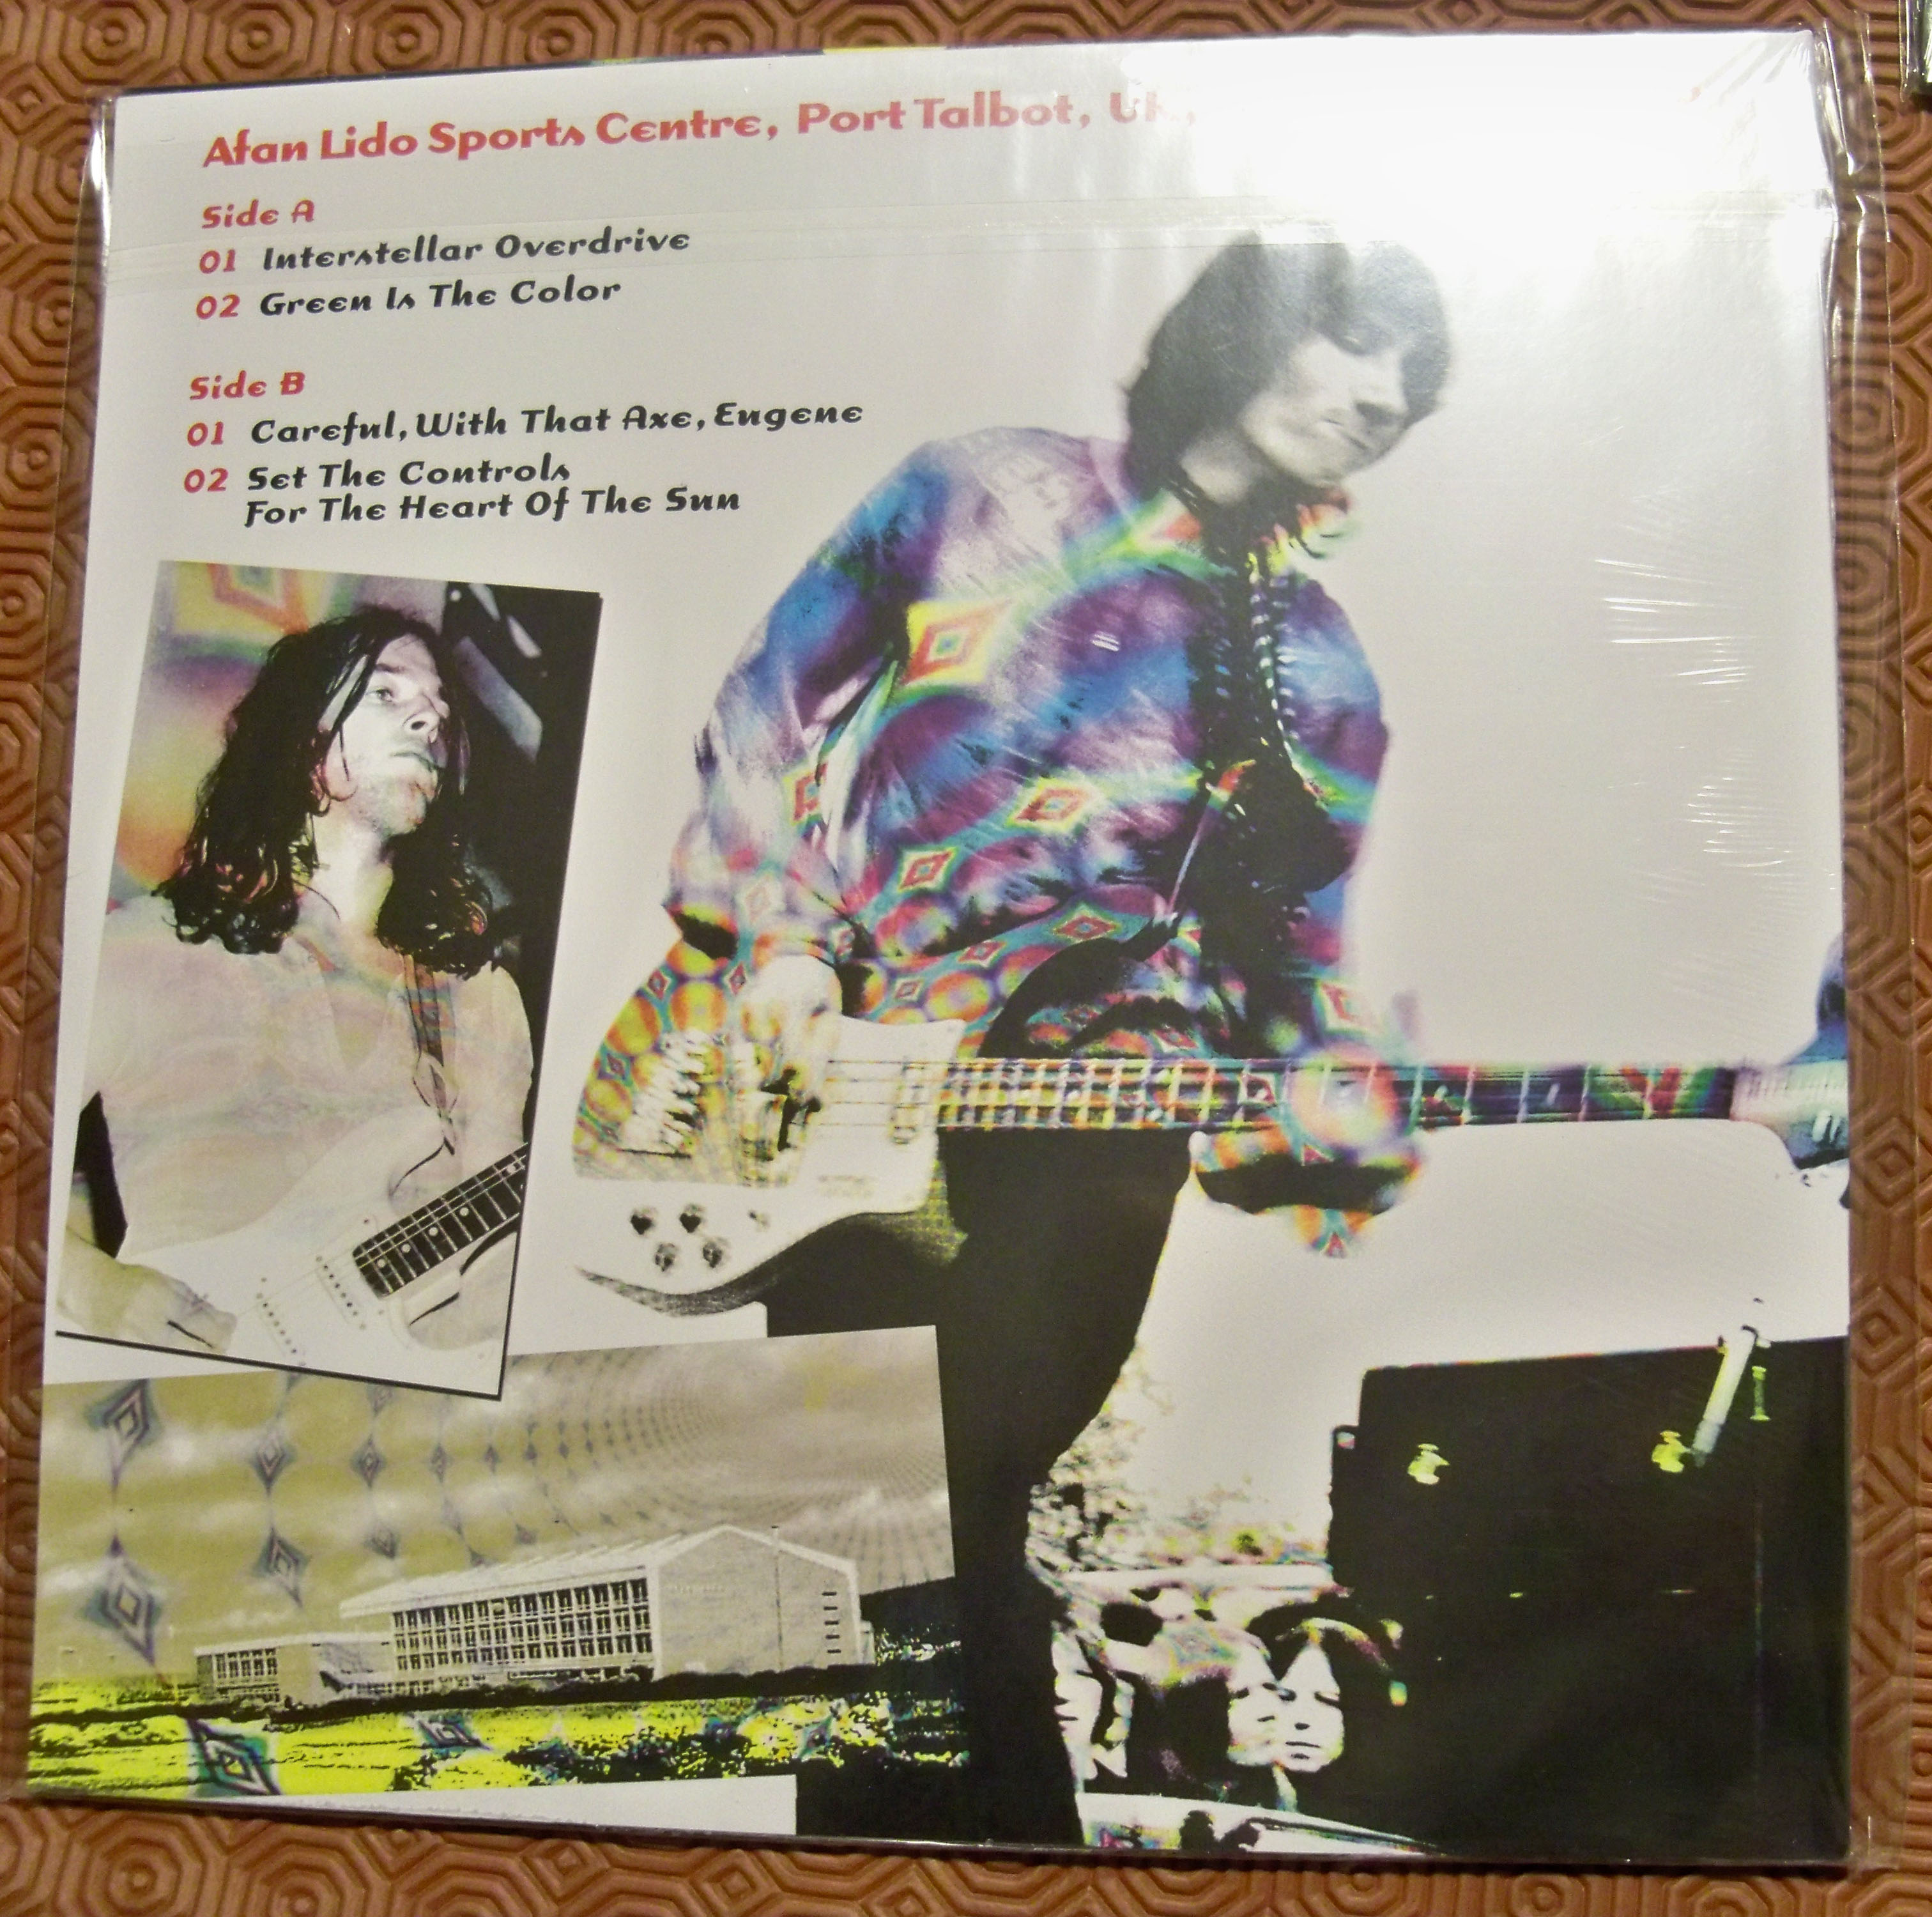 Afan Lido Sports Centre, Port Talbot, UK,
Side A
01 Interstellar Overdrive
02 Green Is The Color
Side B
01 Careful, With That Axe, Eugene
02 Set The Controls
For The Heart Of The Sun